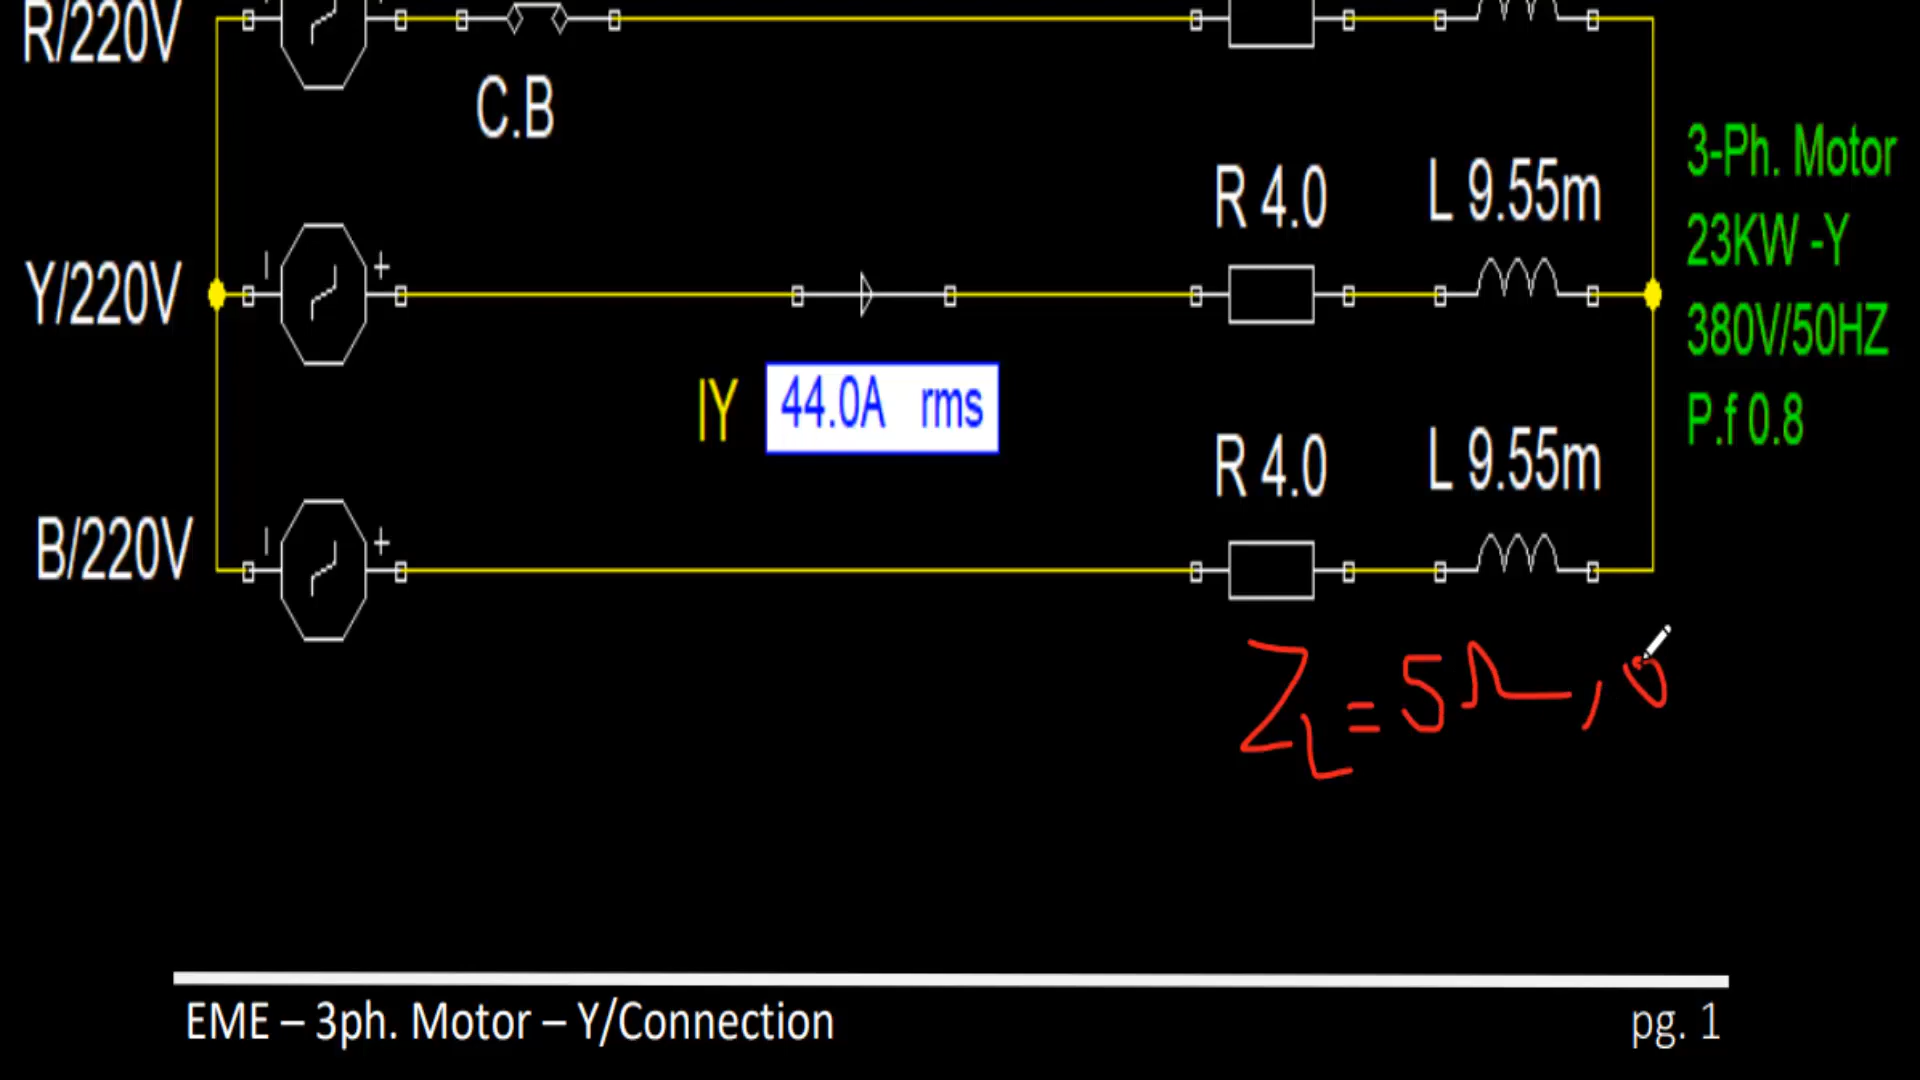 R/220V
C.B
R 4.0 L 9.55m
3-Ph. Motor
23KW -Y
380V/50HZ
P.f 0.8
Y/220V
IY 44.0A rms
R 4.0 L 9.55m
B/220V
ZL = 5Ω,
EME – 3ph. Motor – Y/Connection
pg. 1